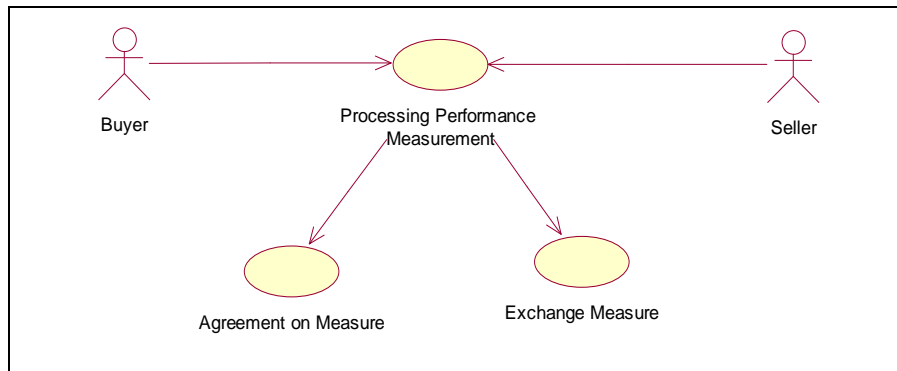 Buyer
Processing Performance
Measurement
Seller
Agreement on Measure
Exchange Measure